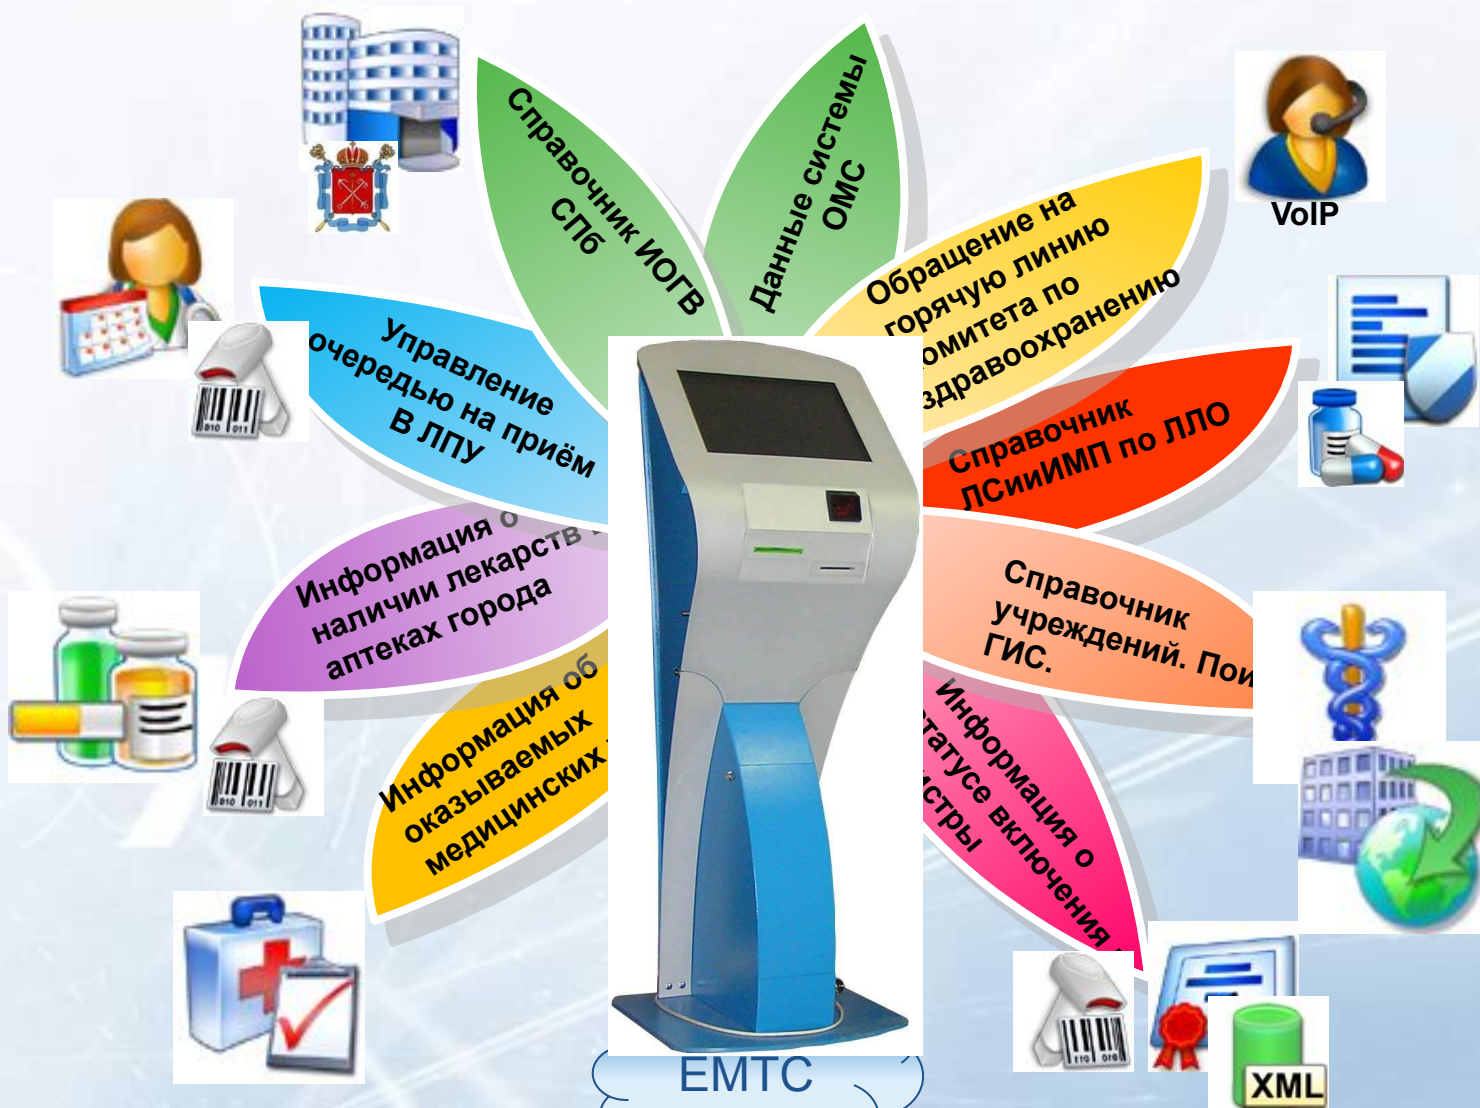 Справочник ИОГВ
СПб
Данные системы
ОМС
Обращение на
горячую линию
омитета по
здравоохранению
VoIP
Управление
очередью на приём
В ЛПУ
Справочник
ЛСииИМП по ЛЛО
Информация о
наличии лекарств
аптеках города
Справочник
учреждений. Пои
ГИС.
Информация об
оказываемых
медицинских
Информация о
татусе включения
истры
XML
ЕМТС